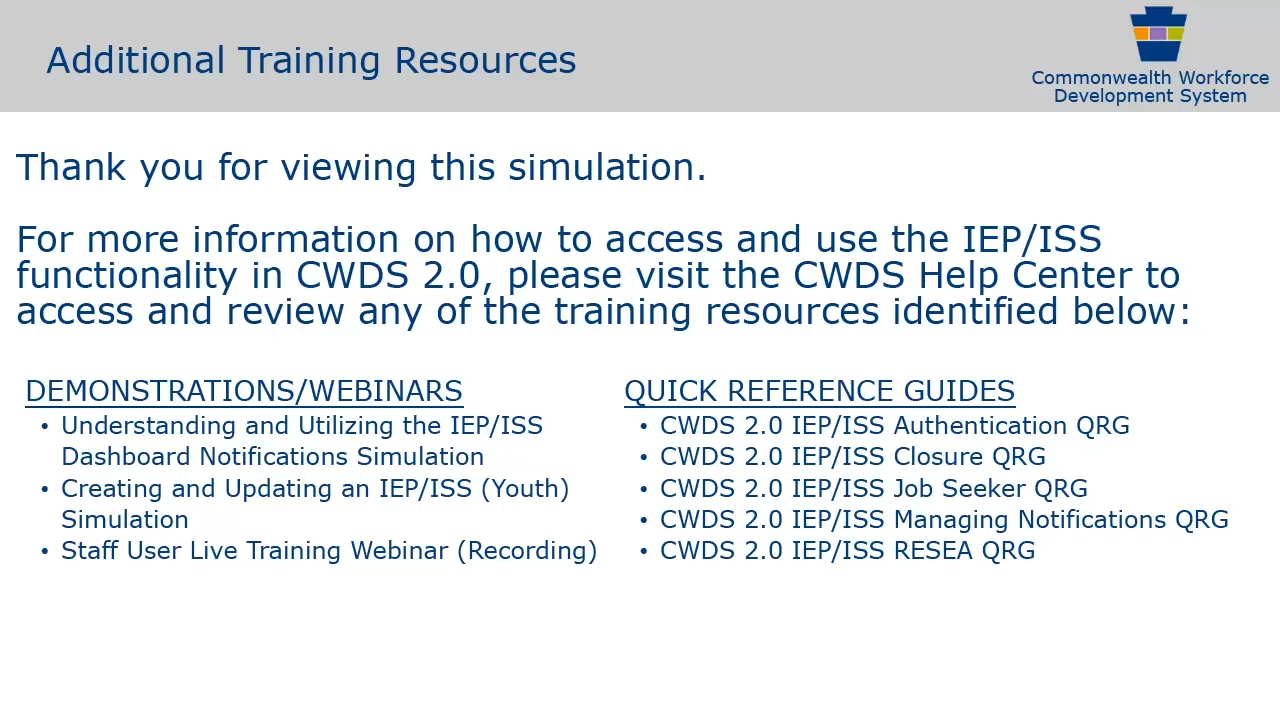 Additional Training Resources
Commonwealth Workforce
Development System
Thank you for viewing this simulation.
For more information on how to access and use the IEP/ISS
functionality in CWDS 2.0, please visit the CWDS Help Center to
access and review any of the training resources identified below:
DEMONSTRATIONS/WEBINARS
• Understanding and Utilizing the IEP/ISS
Dashboard Notifications Simulation
• Creating and Updating an IEP/ISS (Youth)
Simulation
• Staff User Live Training Webinar (Recording)
QUICK REFERENCE GUIDES
• CWDS 2.0 IEP/ISS Authentication QRG
• CWDS 2.0 IEP/ISS Closure QRG
• CWDS 2.0 IEP/ISS Job Seeker QRG
• CWDS 2.0 IEP/ISS Managing Notifications QRG
• CWDS 2.0 IEP/ISS RESEA QRG